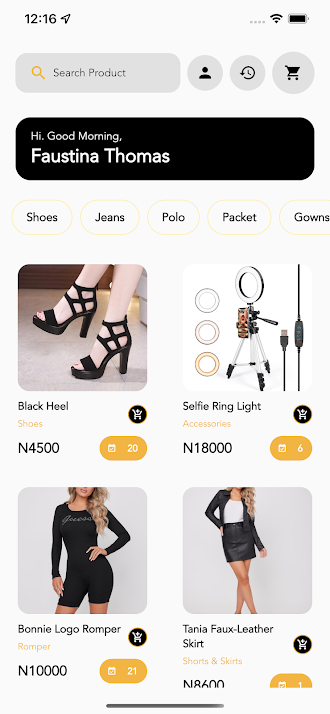 12:16
Search Product
Hi. Good Morning,
Faustina Thomas
Shoes
Jeans
Polo
Packet
Gowns
Black Heel
Shoes
N4500
20
Selfie Ring Light
Accessories
N18000
6
Guess
Bonnie Logo Romper
Romper
N10000
21
Tania Faux-Leather
Skirt
Shorts & Skirts
N8600
1